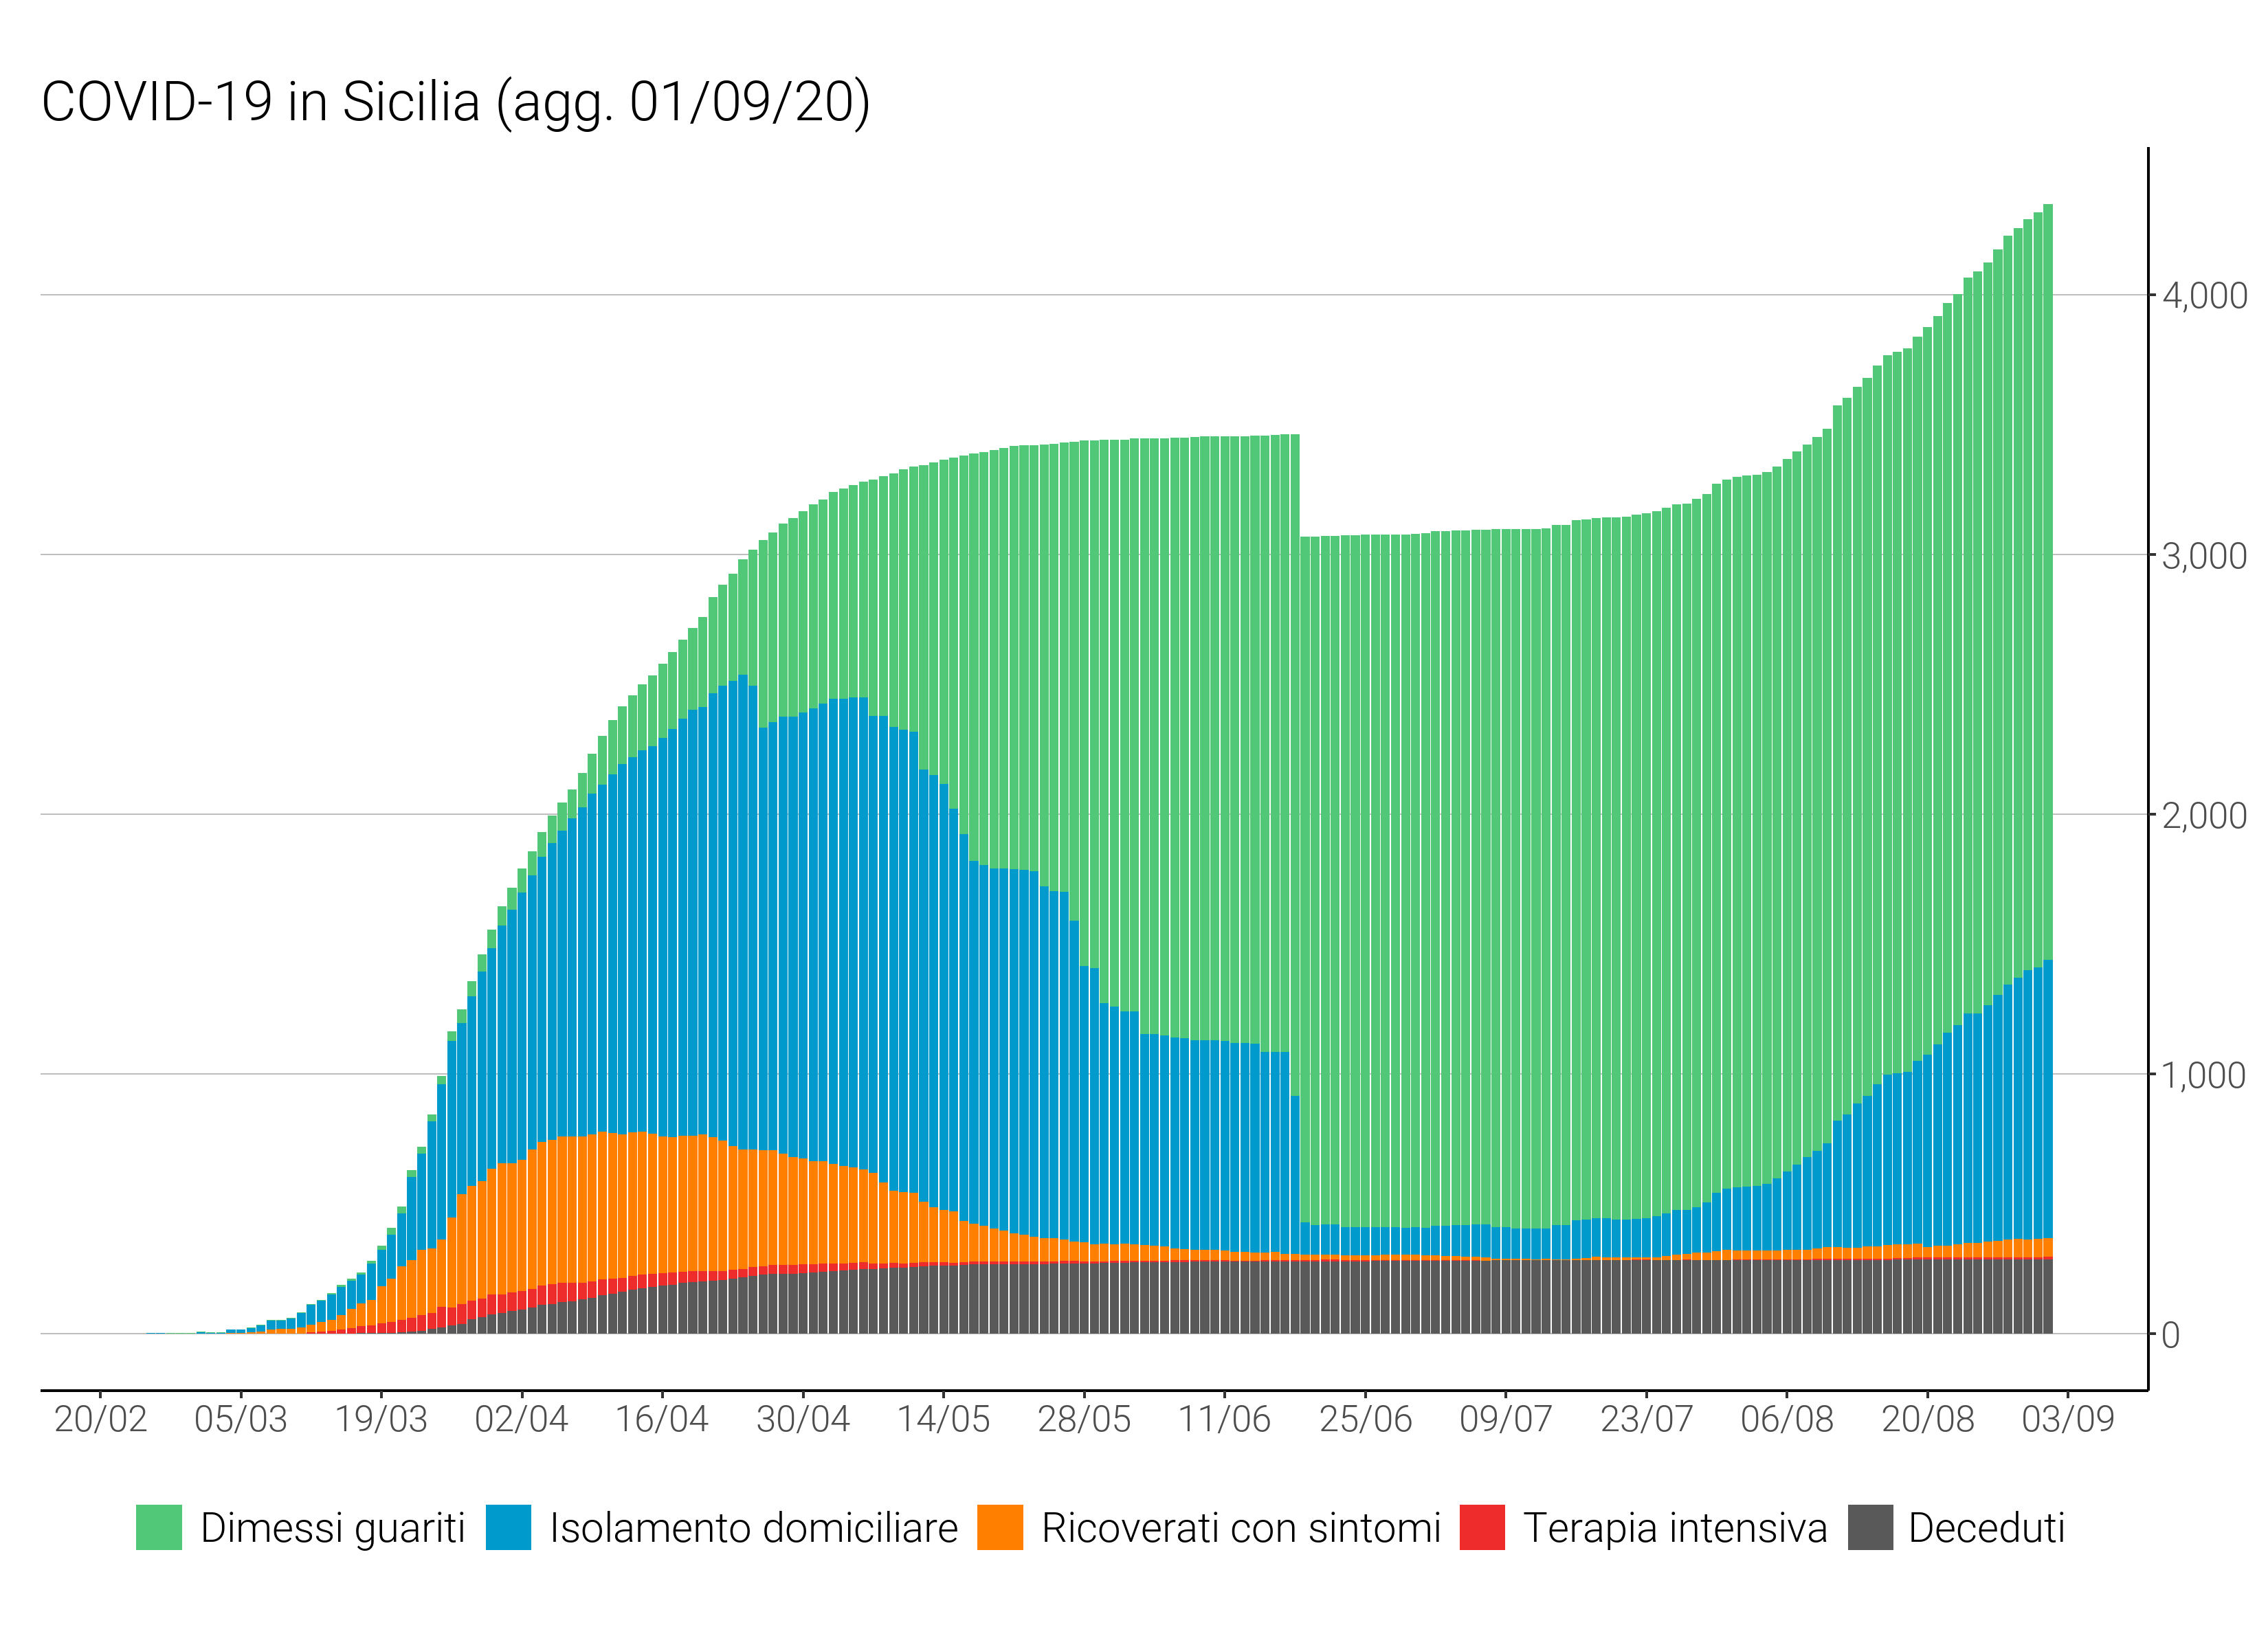 COVID-19 in Sicilia (agg. 01/09/20)
4,000
3,000
2,000
1,000
0
20/02 05/03 19/03 02/04 16/04 30/04 14/05 28/05 11/06 25/06 09/07 23/07 06/08 20/08 03/09
Dimessi guariti Isolamento domiciliare Ricoverati con sintomi Terapia intensiva Deceduti